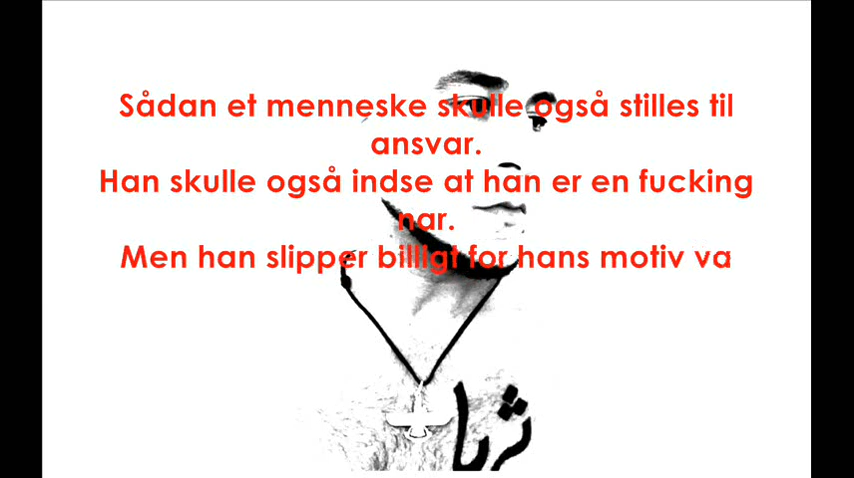 Sådan et menneske skulle også stilles til
ansvar.
Han skulle også indse at han er en fucking
nar.
Men han slipper billigt for hans motiv va
ثريا